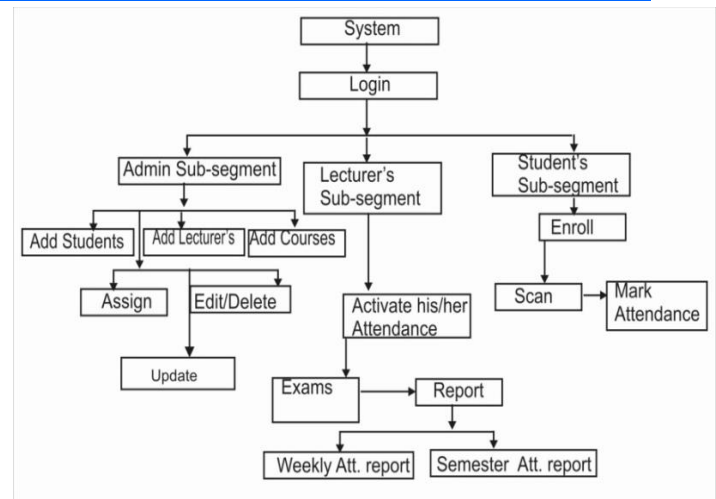 System
Login
Admin Sub-segment
Lecturer's
Sub-segment
Student's
Sub-segment
Add Students
Add Lecturer's
Add Courses
Enroll
Assign
Edit/Delete
Activate his/her
Attendance
Scan
Mark
Attendance
Update
Exams
Report
Weekly Att. report
Semester Att. report